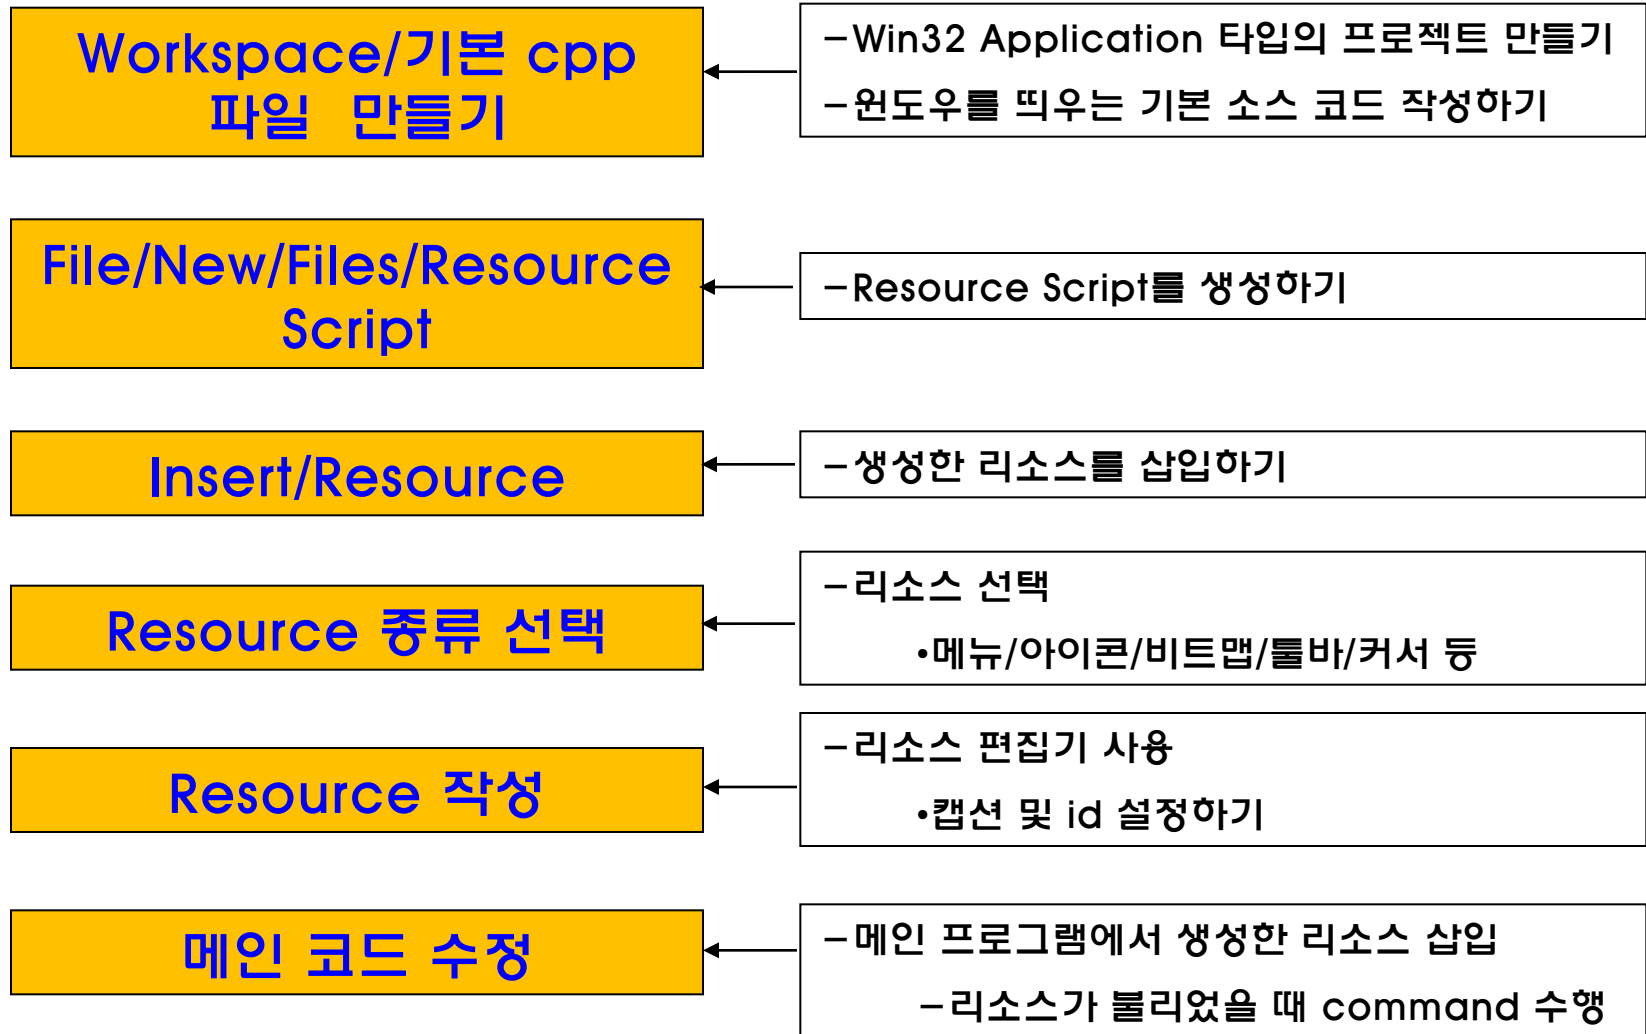 Workspace/기본 cpp
파일 만들기
–Win32 Application 타입의 프로젝트 만들기
–윈도우를 띄우는 기본 소스 코드 작성하기
File/New/Files/Resource
Script
–Resource Script를 생성하기
Insert/Resource
–생성한 리소스를 삽입하기
Resource 종류 선택
–리소스 선택
•메뉴/아이콘/비트맵/툴바/커서 등
Resource 작성
–리소스 편집기 사용
•캡션 및 id 설정하기
메인 코드 수정
–메인 프로그램에서 생성한 리소스 삽입
–리소스가 불리었을 때 command 수행